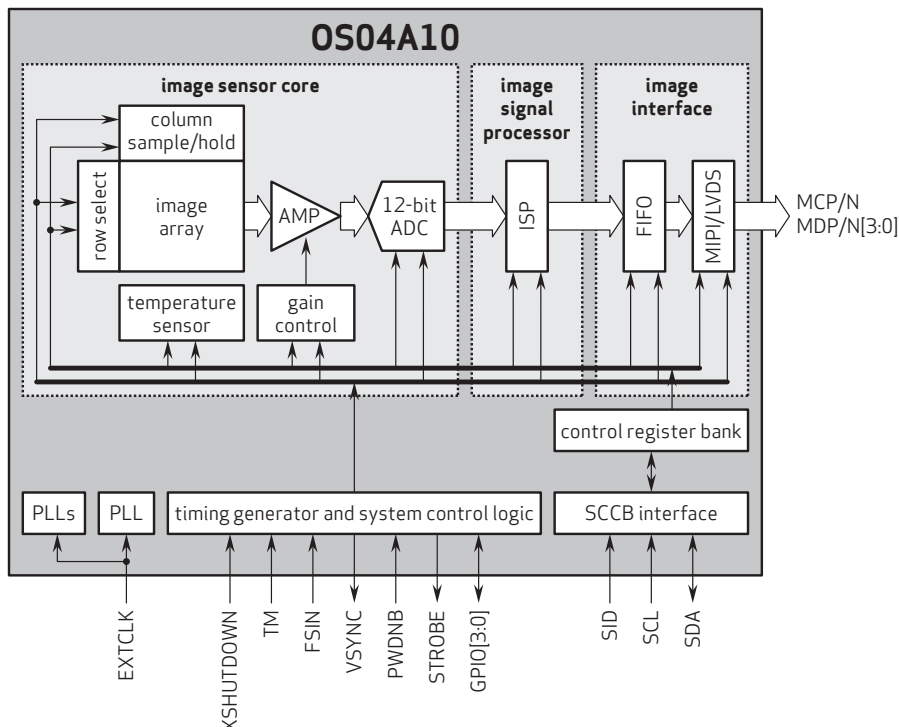 OS04A10
image sensor core
image
signal
processor
image
interface
column
sample/hold
row select
image
array
AMP
12-bit
ADC
ISP
FIFO
MIPI/LVDS
MCP/N
MDP/N[3:0]
temperature
sensor
gain
control
control register bank
PLLs
PLL
timing generator and system control logic
SCCB interface
EXTCLK
XSHUTDOWN
TM
FSIN
VSYNC
PWDNB
STROBE
GPIO[3:0]
SID
SCL
SDA